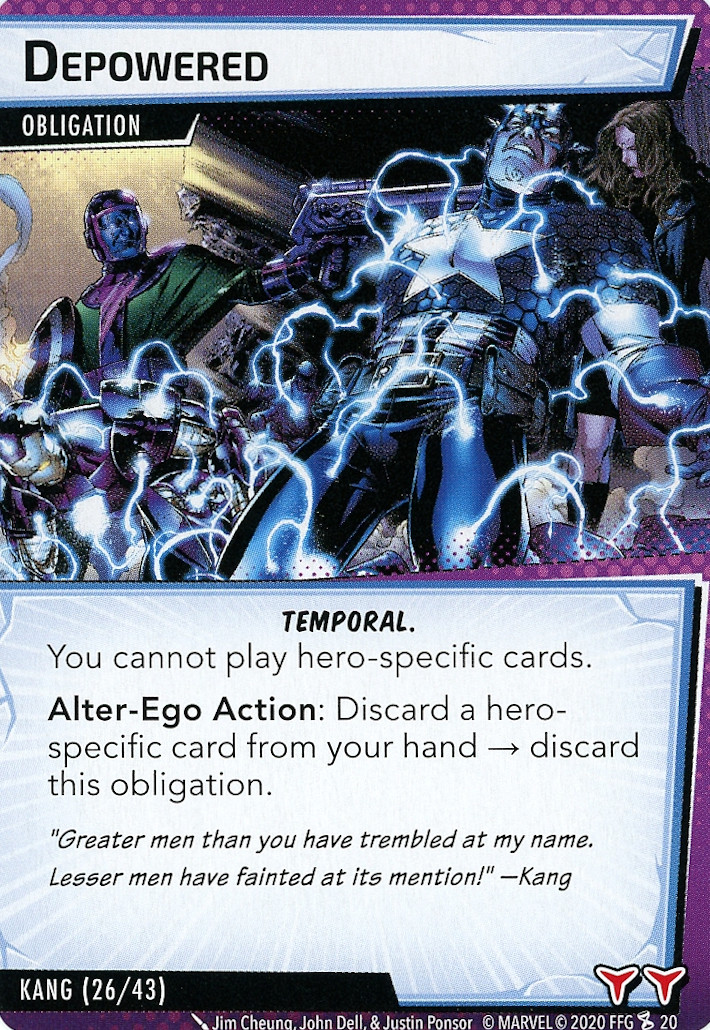 DEPOWERED
OBLIGATION
TEMPORAL.
You cannot play hero-specific cards.
Alter-Ego Action: Discard a hero-
specific card from your hand → discard
this obligation.
"Greater men than you have trembled at my name.
Lesser men have fainted at its mention!" —Kang
KANG (26/43)
Jim Cheung, John Dell, & Justin Ponsor © MARVEL © 2020 FFG 20